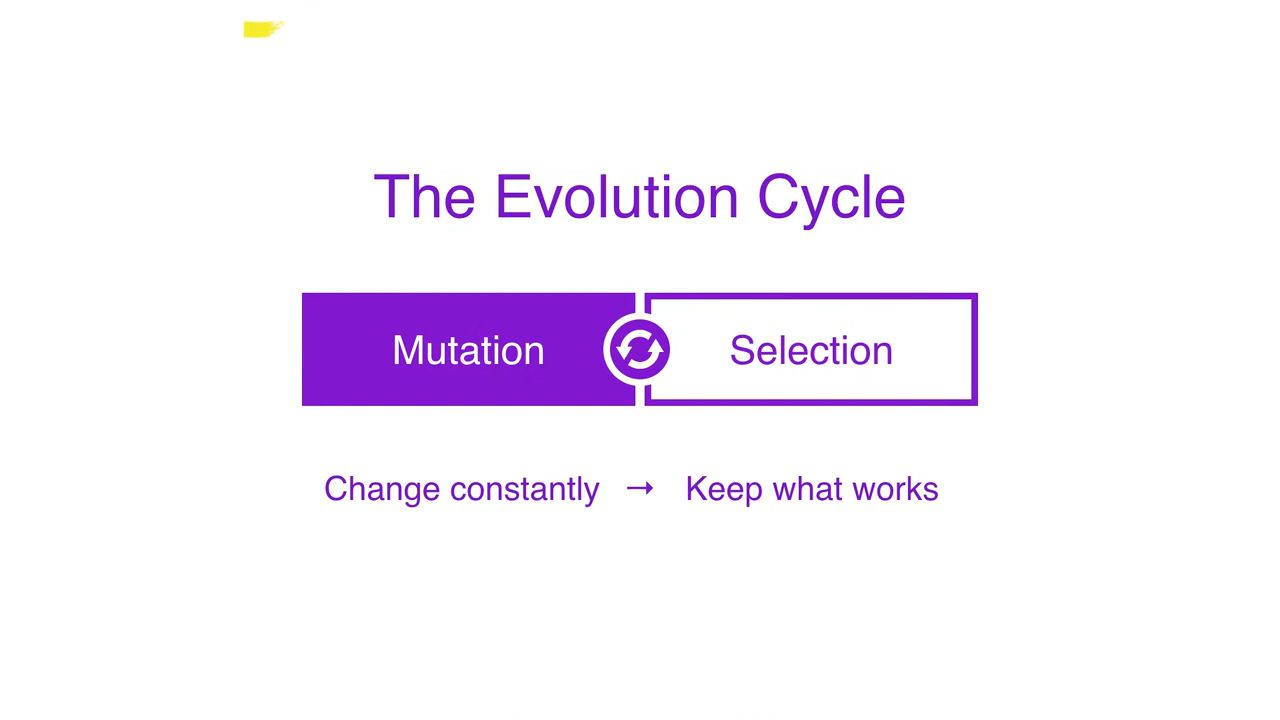 The Evolution Cycle
Mutation Selection
Change constantly → Keep what works